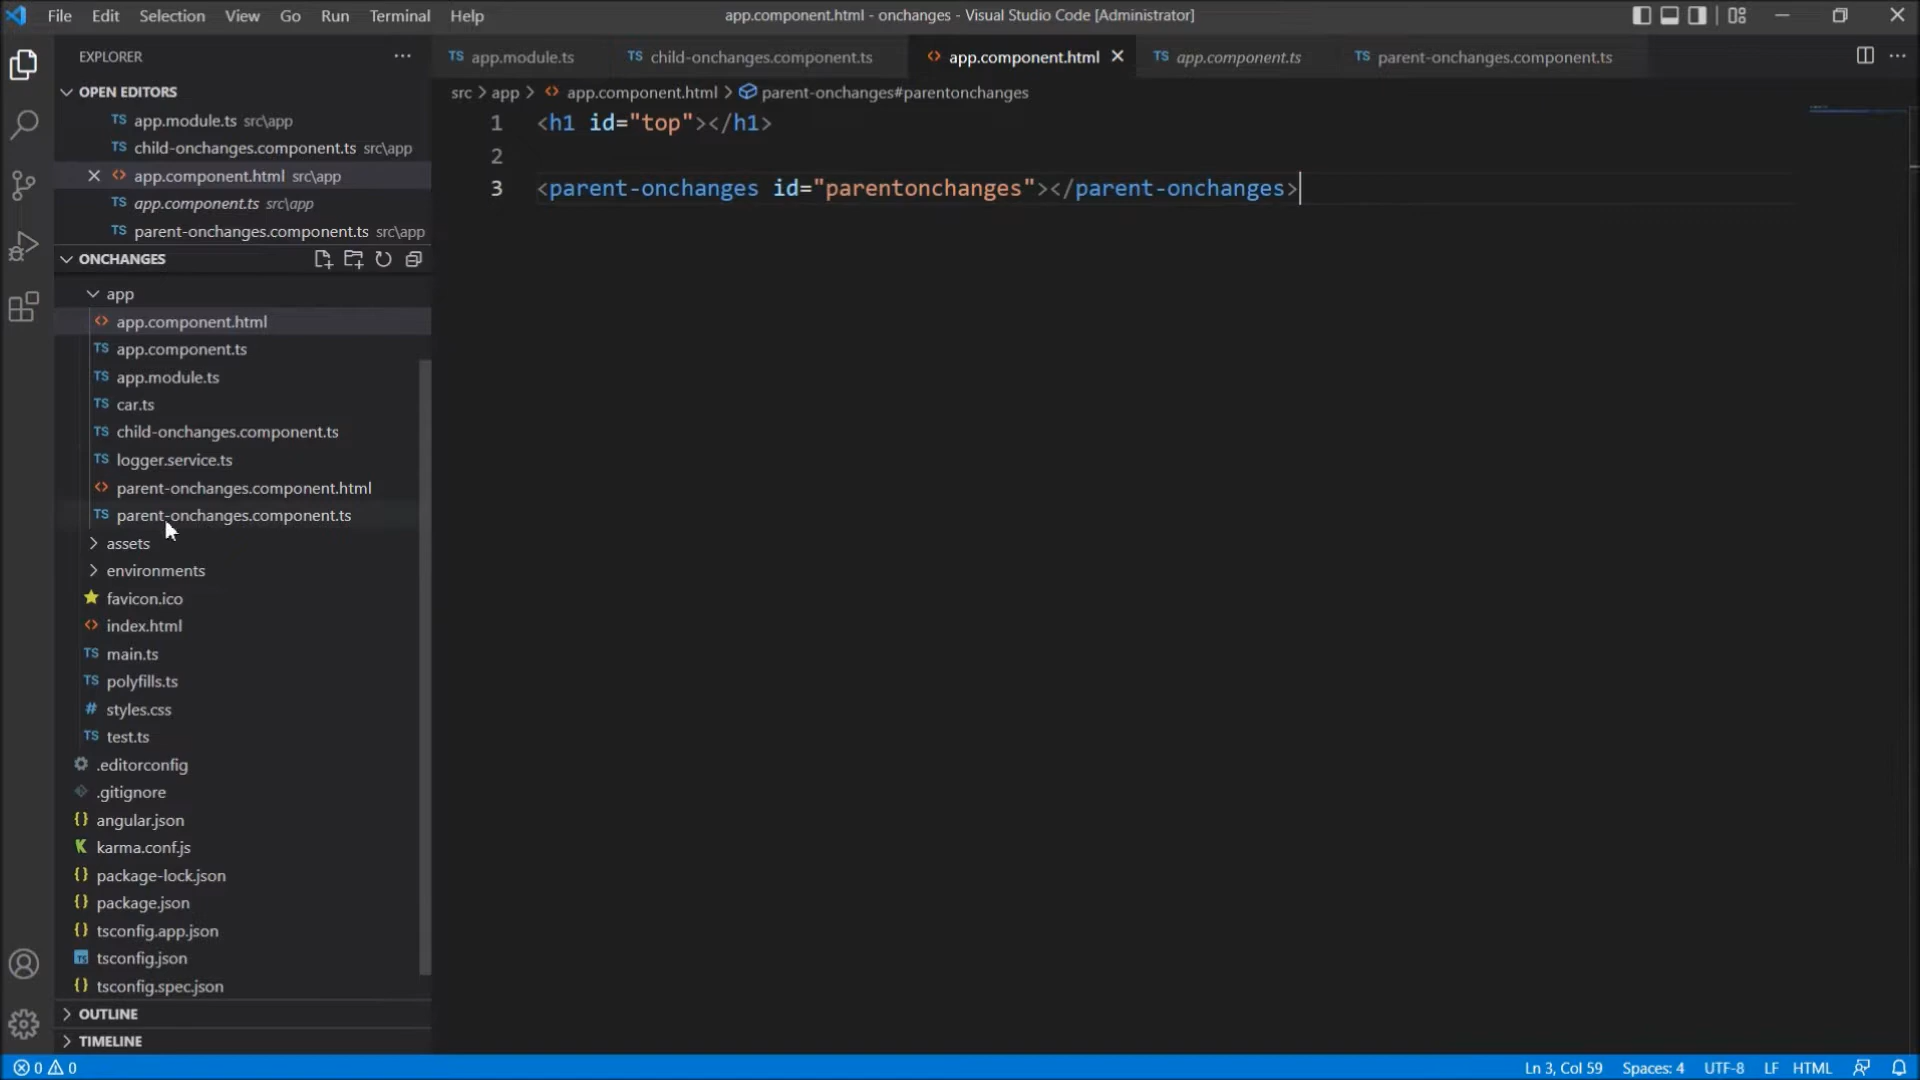 File Edit Selection View Go Run Terminal Help
app.component.html - onchanges - Visual Studio Code [Administrator]
EXPLORER
OPEN EDITORS
TS app.module.ts src\app
TS child-onchanges.component.ts src\app
app.component.html src\app
TS app.component.ts src\app
TS parent-onchanges.component.ts src\app
ONCHANGES
app
app.component.html
TS app.component.ts
TS app.module.ts
TS car.ts
TS child-onchanges.component.ts
TS logger.service.ts
parent-onchanges.component.html
TS parent-onchanges.component.ts
assets
environments
favicon.ico
index.html
TS main.ts
TS polyfills.ts
# styles.css
TS test.ts
.editorconfig
.gitignore
{} angular.json
karma.conf.js
{} package-lock.json
{} package.json
{} tsconfig.app.json
TS tsconfig.json
{} tsconfig.spec.json
OUTLINE
TIMELINE
TS app.module.ts TS child-onchanges.component.ts app.component.html TS app.component.ts TS parent-onchanges.component.ts
src > app > app.component.html > parent-onchanges#parentonchanges
1 <h1 id="top"></h1>
2
3 <parent-onchanges id="parentonchanges"></parent-onchanges>
0 0 Ln 3, Col 59 Spaces: 4 UTF-8 LF HTML